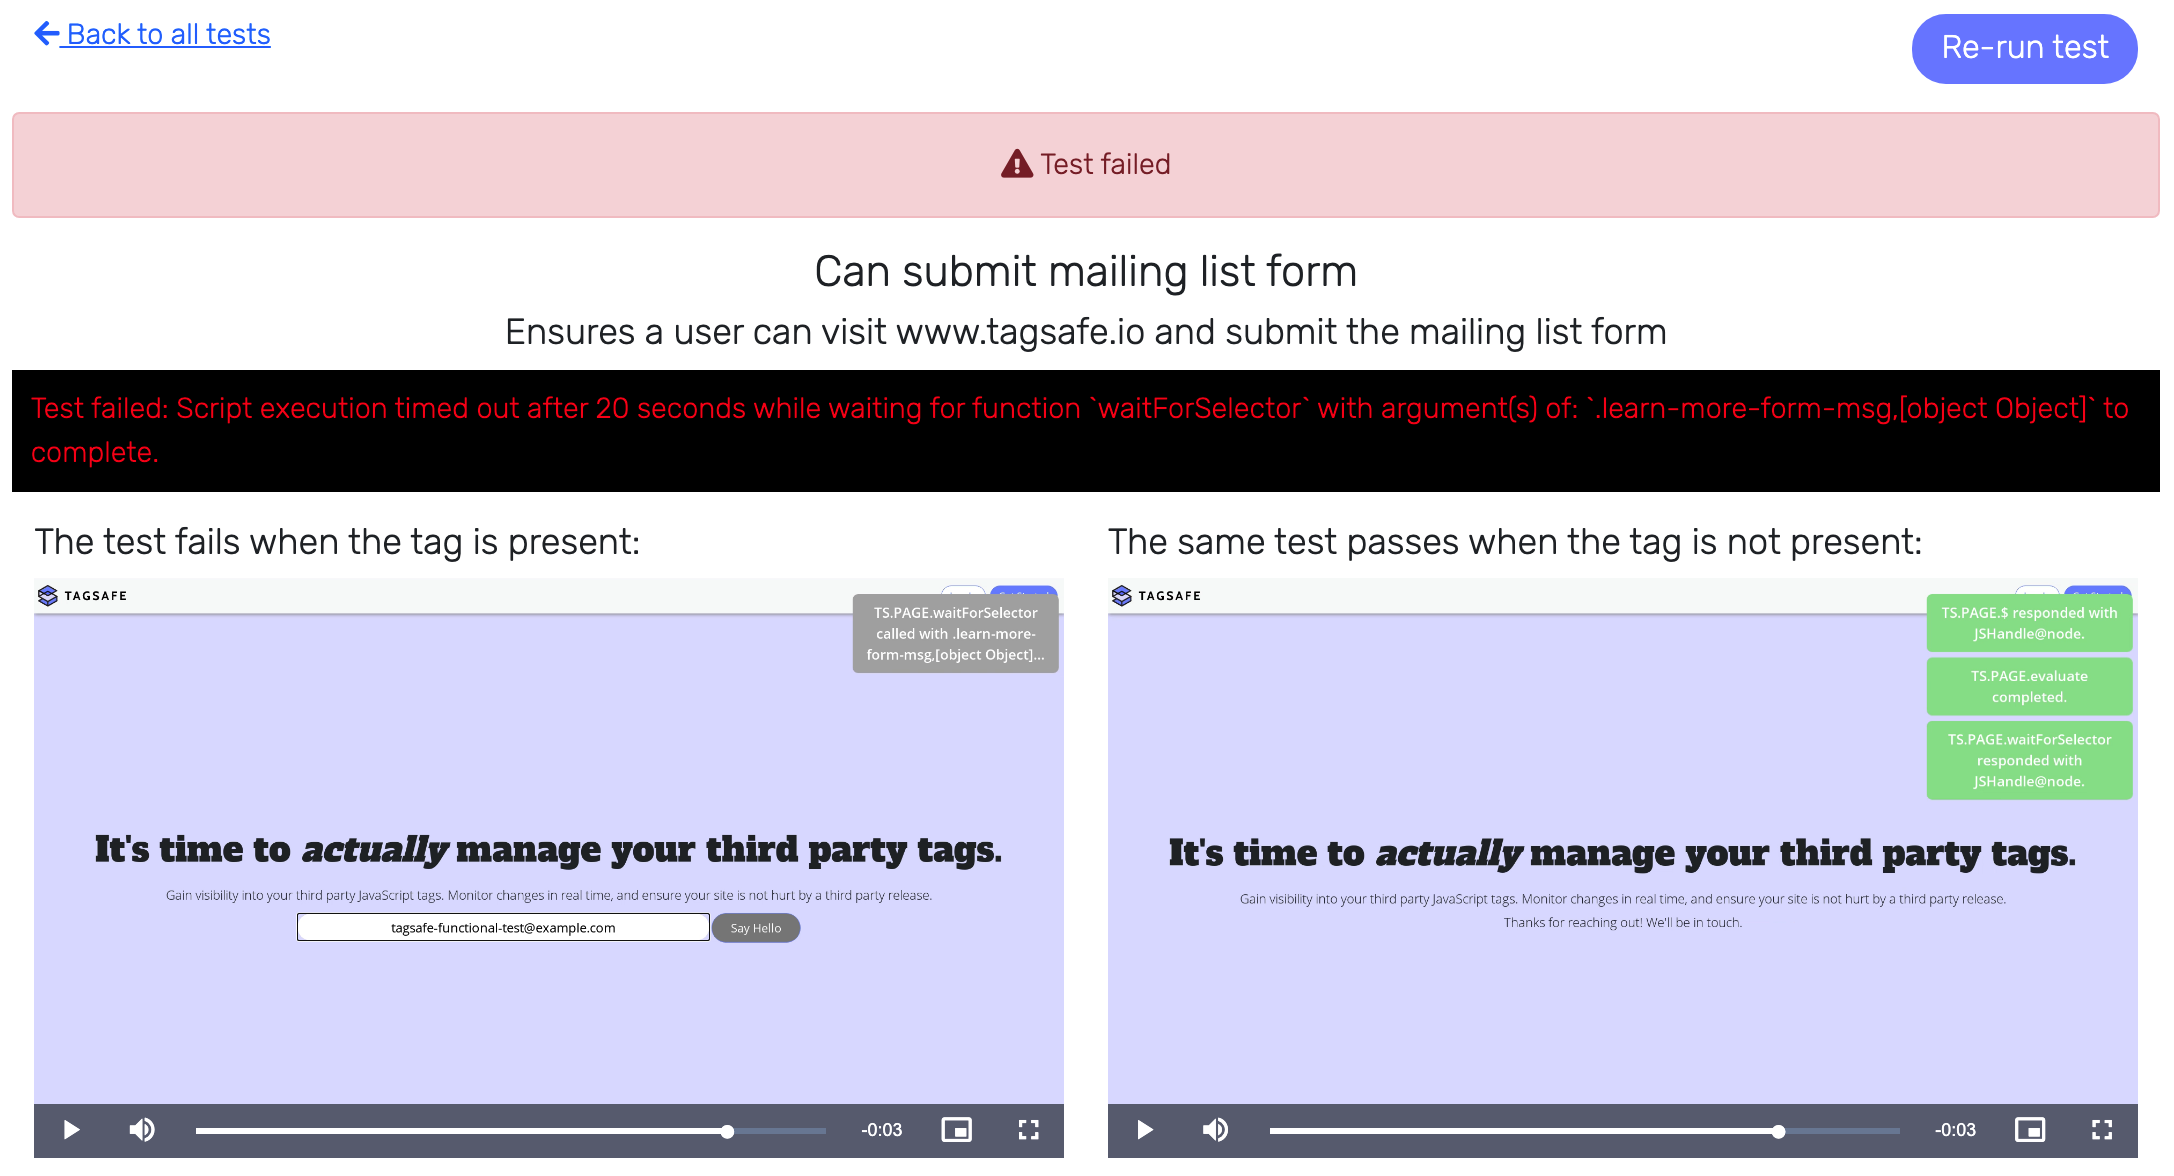 Back to all tests
Re-run test
Test failed
Can submit mailing list form
Ensures a user can visit www.tagsafe.io and submit the mailing list form
Test failed: Script execution timed out after 20 seconds while waiting for function `waitForSelector` with argument(s) of: `.learn-more-form-msg,[object Object]` to
complete.
The test fails when the tag is present:
TAGSAFE
TS.PAGE.waitForSelector
called with .learn-more-
form-msg,[object Object]...
It's time to actually manage your third party tags.
Gain visibility into your third party JavaScript tags. Monitor changes in real time, and ensure your site is not hurt by a third party release.
tagsafe-functional-test@example.com
Say Hello
-0:03
The same test passes when the tag is not present:
TAGSAFE
TS.PAGE.$ responded with
JSHandle@node.
TS.PAGE.evaluate
completed.
TS.PAGE.waitForSelector
responded with
JSHandle@node.
It's time to actually manage your third party tags.
Gain visibility into your third party JavaScript tags. Monitor changes in real time, and ensure your site is not hurt by a third party release.
Thanks for reaching out! We'll be in touch.
-0:03